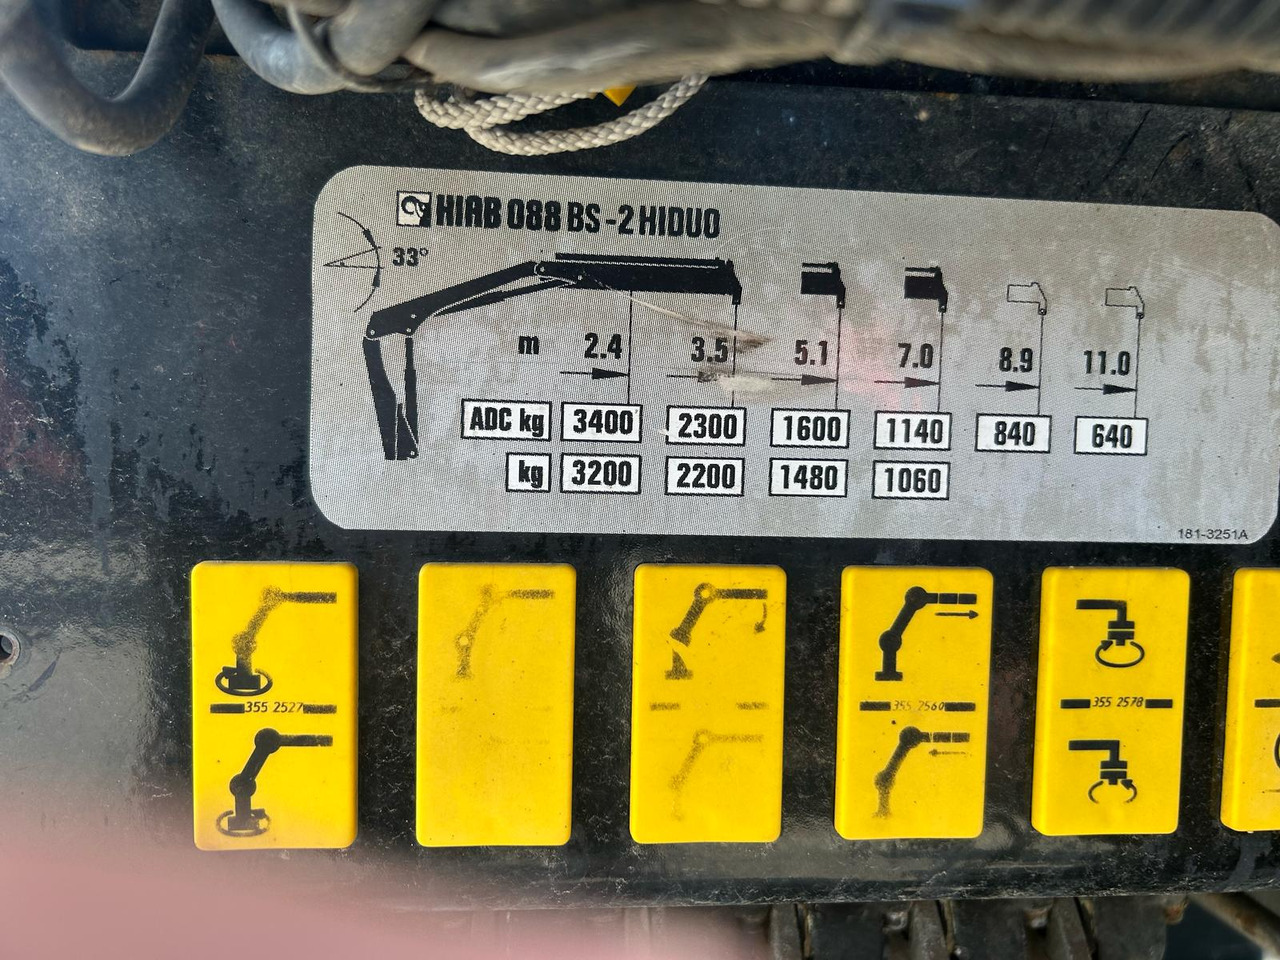 HIAB 088 BS-2 HIDUO
33°
m 2.4 3.5 5.1 7.0 8.9 11.0
ADC kg 3400 2300 1600 1140 840 640
kg 3200 2200 1480 1060
181-3251A
355 2527 355 2560 355 2578